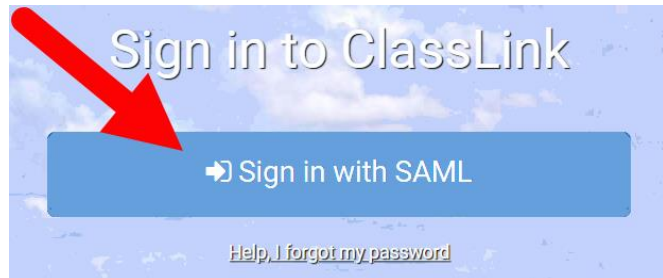 Sign in to ClassLink
Sign in with SAML
Help, I forgot my password